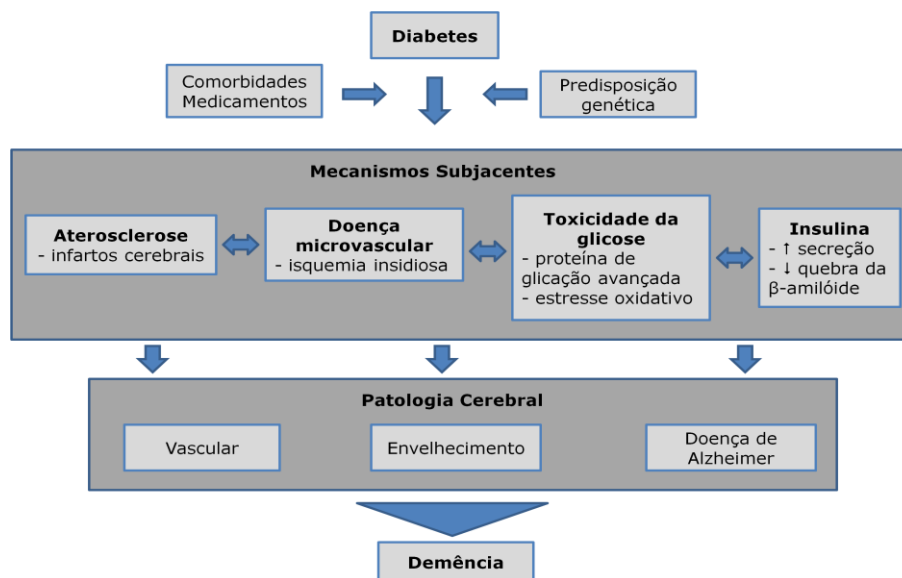 Diabetes
Comorbidades
Medicamentos
Predisposição
genética
Mecanismos Subjacentes
Aterosclerose
- infartos cerebrais
Doença
microvascular
- isquemia insidiosa
Toxicidade da
glicose
- proteína de
glicação avançada
- estresse oxidativo
Insulina
- ↑ secreção
- ↓ quebra da
β-amilóide
Patologia Cerebral
Vascular
Envelhecimento
Doença de
Alzheimer
Demência